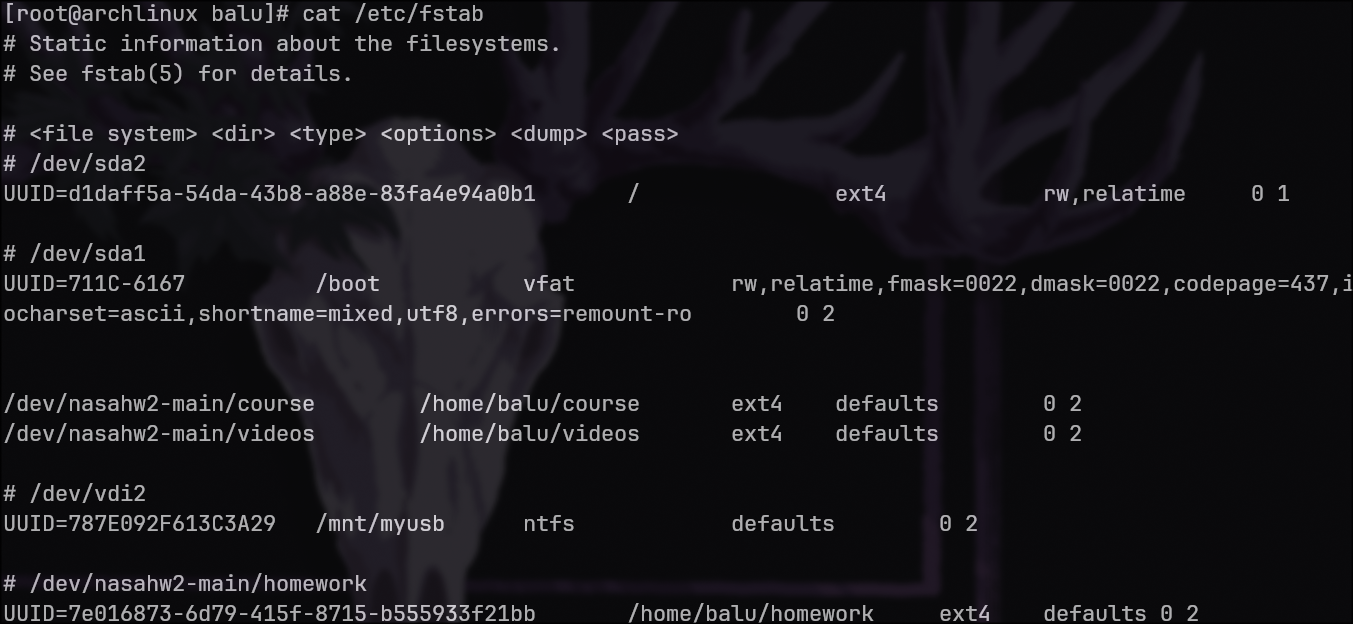 [root@archlinux balu]# cat /etc/fstab
# Static information about the filesystems.
# See fstab(5) for details.
# <file system> <dir> <type> <options> <dump> <pass>
# /dev/sda2
UUID=d1daff5a-54da-43b8-a88e-83fa4e94a0b1 / ext4 rw,relatime 0 1
# /dev/sda1
UUID=711C-6167 /boot vfat rw,relatime,fmask=0022,dmask=0022,codepage=437,i
ocharset=ascii,shortname=mixed,utf8,errors=remount-ro 0 2
/dev/nasahw2-main/course /home/balu/course ext4 defaults 0 2
/dev/nasahw2-main/videos /home/balu/videos ext4 defaults 0 2
# /dev/vdi2
UUID=787E092F613C3A29 /mnt/myusb ntfs defaults 0 2
# /dev/nasahw2-main/homework
UUID=7e016873-6d79-415f-8715-b555933f21bb /home/balu/homework ext4 defaults 0 2